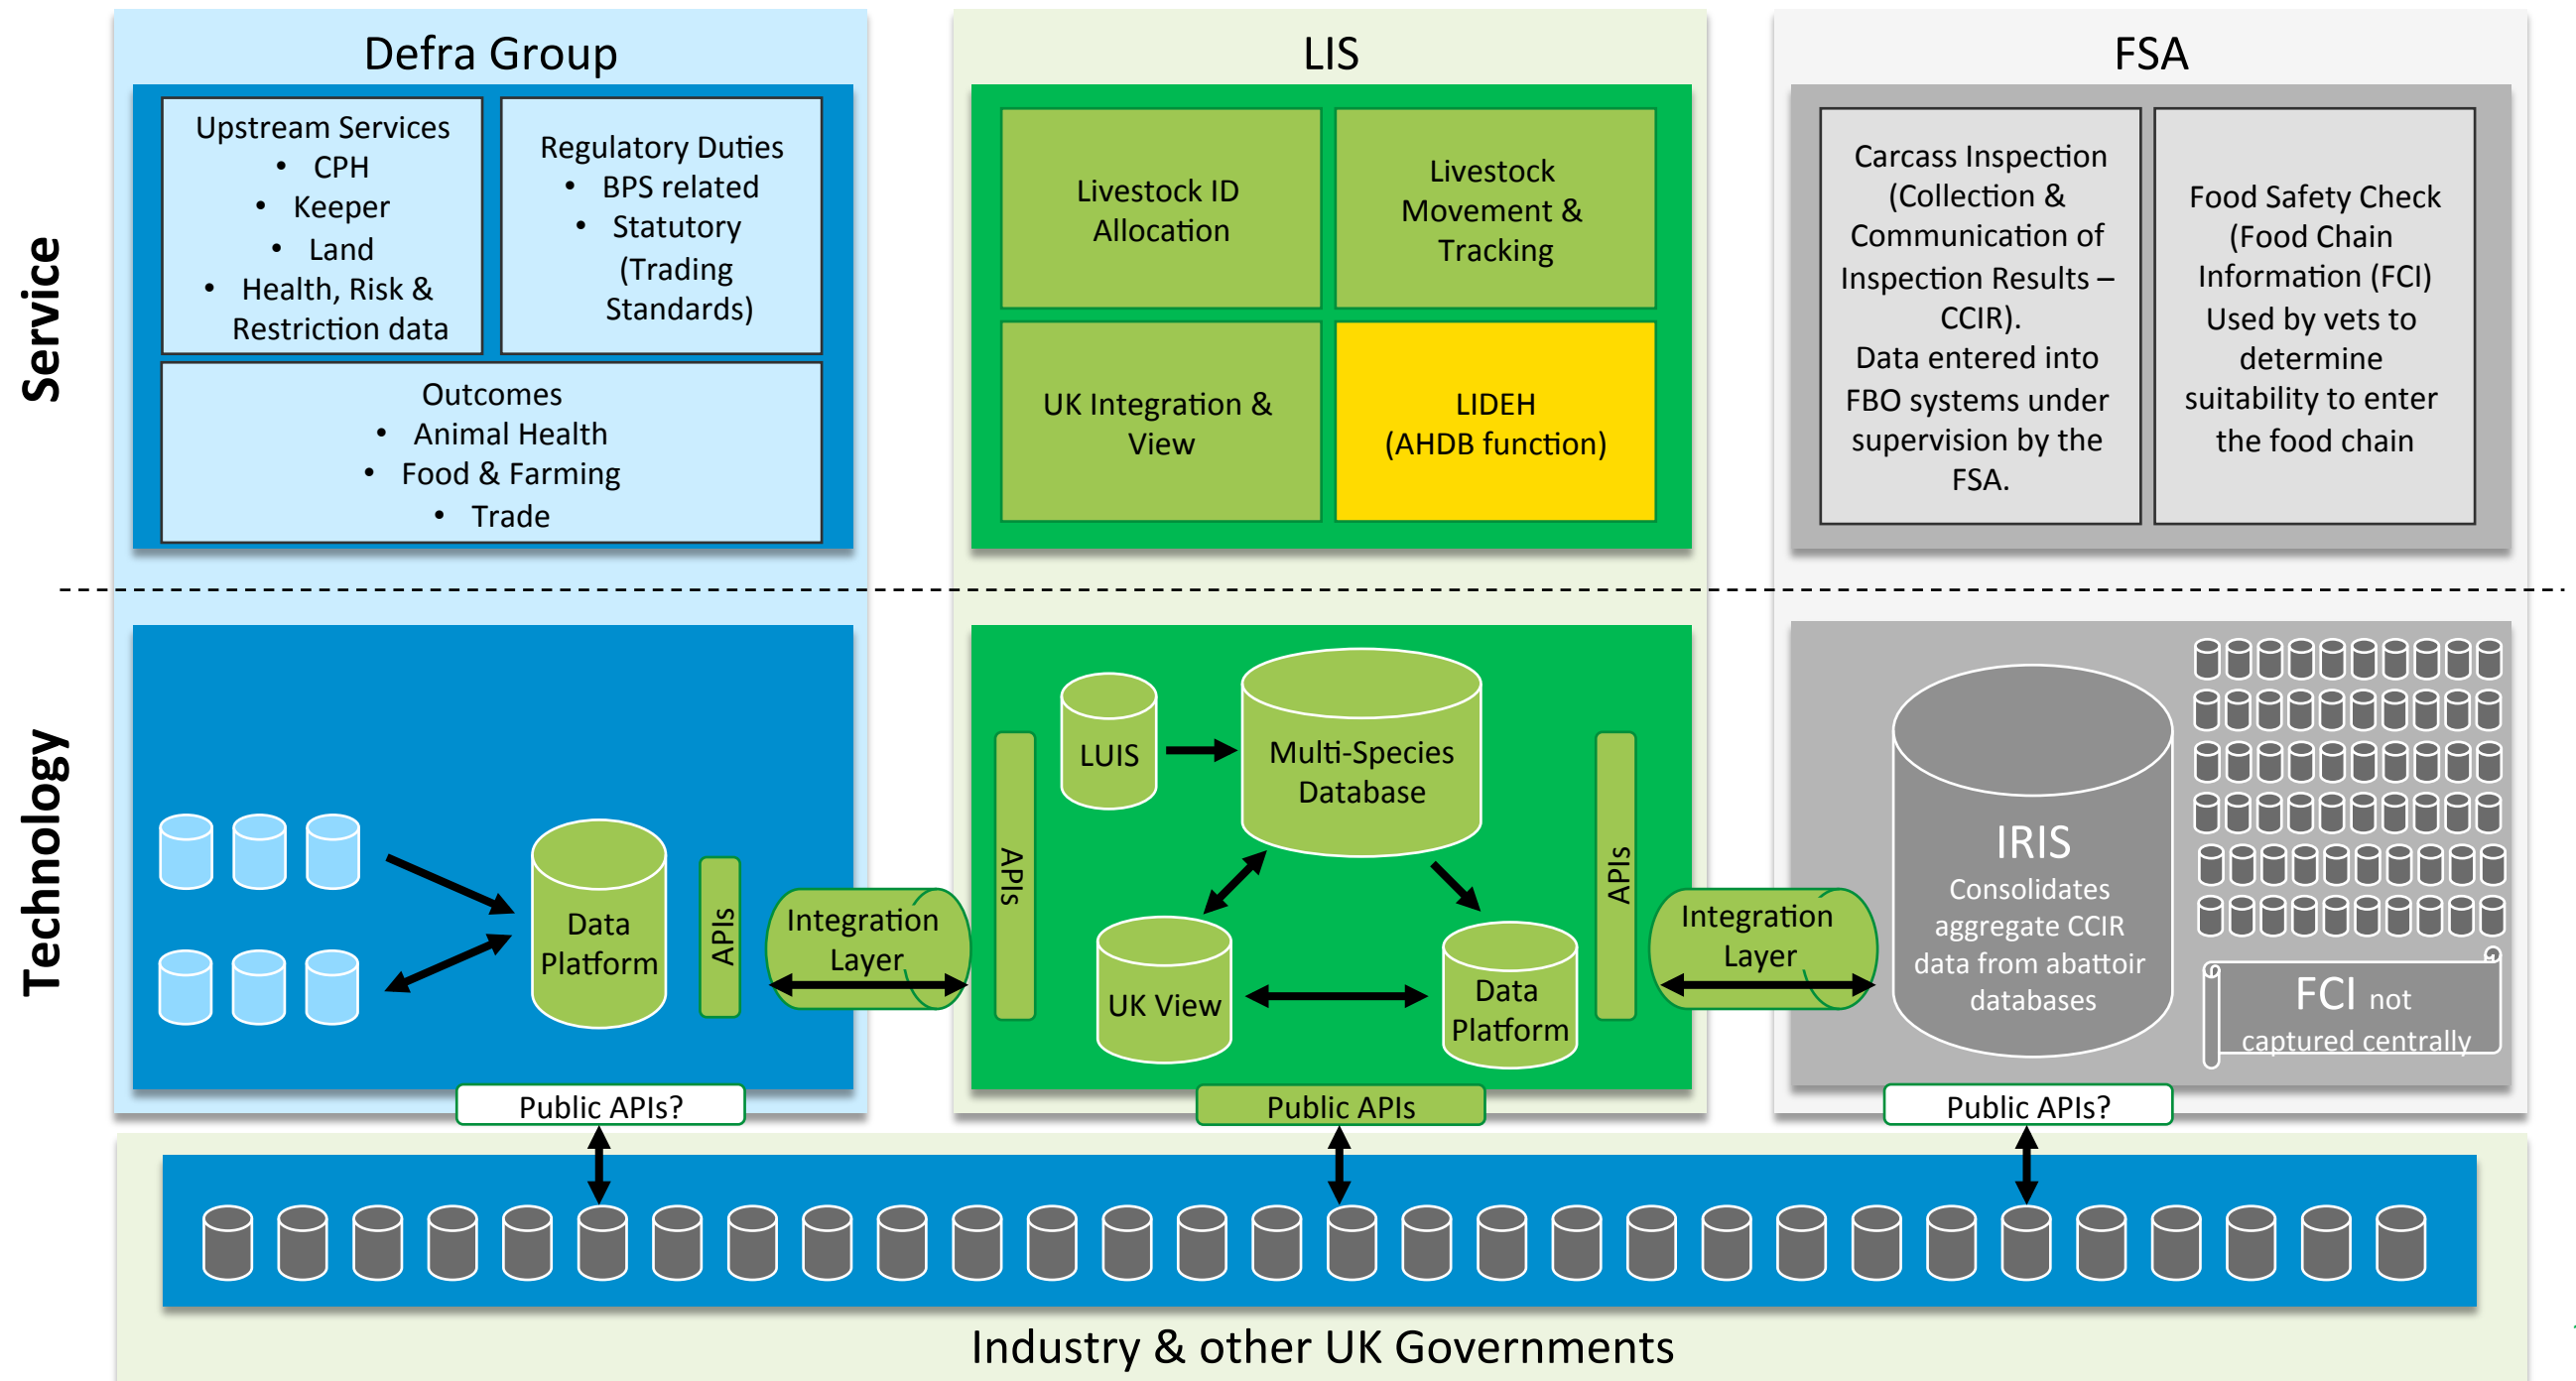 Defra Group
LIS
FSA
Service
Upstream Services
• CPH
• Keeper
• Land
• Health, Risk &
Restriction data
Regulatory Duties
• BPS related
• Statutory
(Trading
Standards)
Outcomes
• Animal Health
• Food & Farming
• Trade
Livestock ID
Allocation
Livestock
Movement &
Tracking
UK Integration &
View
LIDEH
(AHDB function)
Carcass Inspection
(Collection &
Communication of
Inspection Results –
CCIR).
Data entered into
FBO systems under
supervision by the
FSA.
Food Safety Check
(Food Chain
Information (FCI)
Used by vets to
determine
suitability to enter
the food chain
Technology
Data
Platform
APIs
Integration
Layer
APIs
LUIS
Multi-Species
Database
UK View
Data
Platform
APIs
Integration
Layer
IRIS
Consolidates
aggregate CCIR
data from abattoir
databases
FCI not
captured centrally
Public APIs?
Public APIs
Public APIs?
Industry & other UK Governments